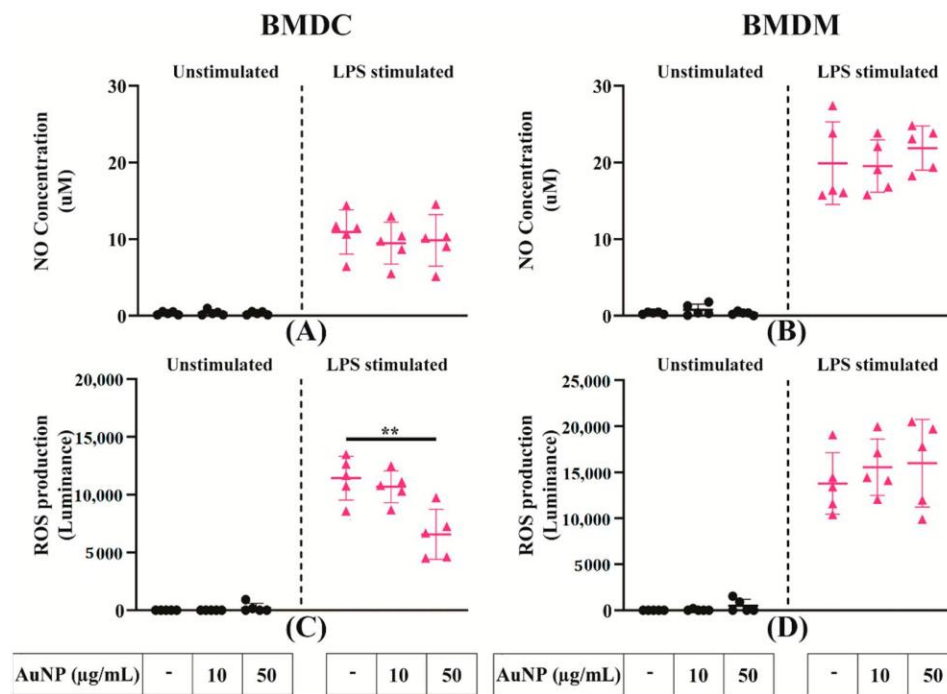 BMDC
BMDM
Unstimulated
LPS stimulated
NO Concentration
(uM)
30
20
10
0
(A)
Unstimulated
LPS stimulated
NO Concentration
(uM)
30
20
10
0
(B)
Unstimulated
LPS stimulated
ROS production
(Luminance)
20,000
15,000
10,000
5 000
0
**
(C)
Unstimulated
LPS stimulated
ROS production
(Luminance)
25,000
20,000
15,000
10,000
5000
0
(D)
AuNP (µg/mL) - 10 50 - 10 50
AuNP (µg/mL) - 10 50 - 10 50